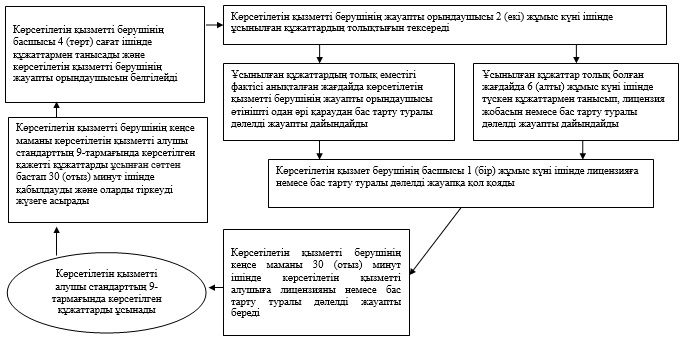 Көрсетілетін қызметті берушінің
басшысы 4 (төрт) сағат ішінде
құжаттармен танысады және
көрсетілетін қызметті берушінің
жауапты орындаушысын белгілейді
Көрсетілетін қызметті берушінің жауапты орындаушысы 2 (екі) жұмыс күні ішінде
ұсынылған құжаттардың толықтығын тексереді
Ұсынылған құжаттардың толық еместігі
фактісі анықталған жағдайда көрсетілетін
қызметті берушінің жауапты орындаушысы
өтінішті одан әрі қараудан бас тарту туралы
дәлелді жауапты дайындайды
Ұсынылған құжаттар толық болған
жағдайда 6 (алты) жұмыс күні ішінде
түскен құжаттармен танысып, лицензия
жобасын немесе бас тарту туралы
дәлелді жауапты дайындайды
Көрсетілетін қызметті берушінің кеңсе
маманы көрсетілетін қызметті алушы
стандарттың 9-тармағында көрсетілген
қажетті құжаттарды ұсынған сәттен
бастап 30 (отыз) минут ішінде
қабылдауды және оларды тіркеуді
жүзеге асырады
Көрсетілетін қызмет берушінің басшысы 1 (бір) жұмыс күні ішінде лицензияға
немесе бас тарту туралы дәлелді жауапқа қол қояды
Көрсетілетін қызметті берушінің
кеңсе маманы 30 (отыз) минут
ішінде көрсетілетін қызметті
алушыға лицензияны немесе бас
тарту туралы дәлелді жауапты
береді
Көрсетілетін қызметті
алушы стандарттың 9-
тармағында көрсетілген
құжаттарды ұсынады